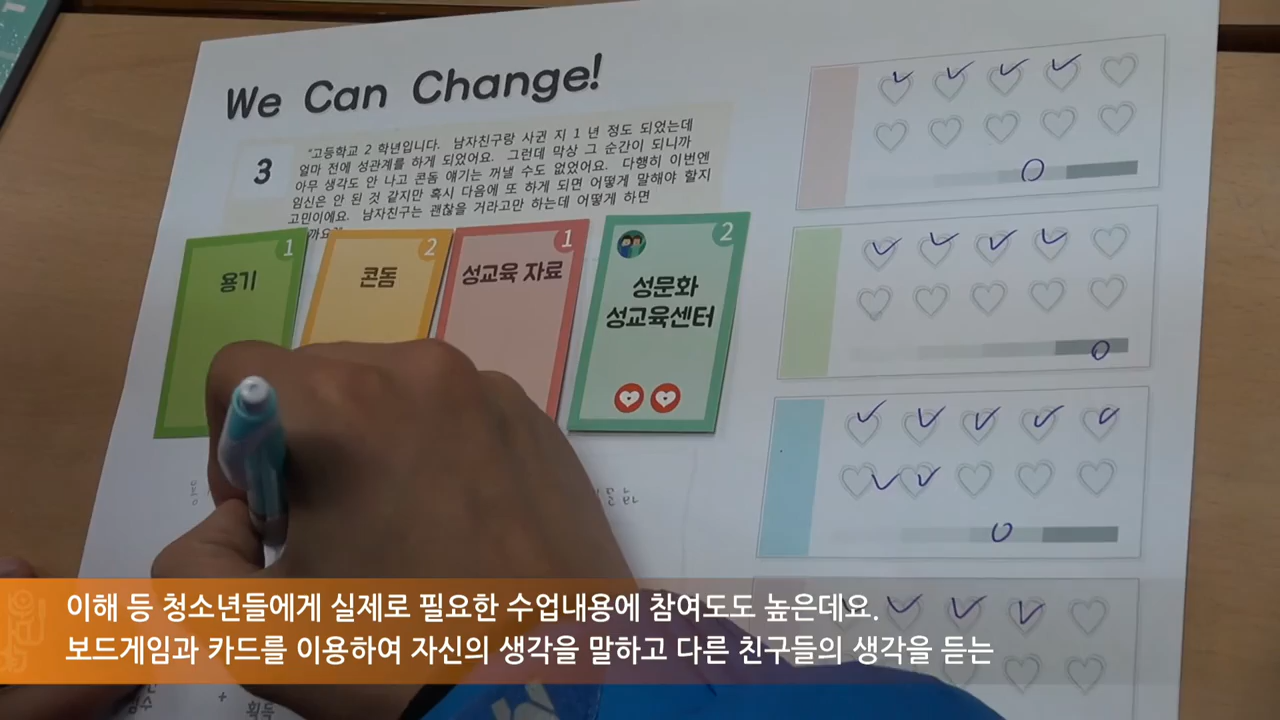 We Can Change!
3
"고등학교 2 학년입니다. 남자친구랑 사귄 지 1 년 정도 되었는데
얼마 전에 성관계를 하게 되었어요. 그런데 막상 그 순간이 되니까
아무 생각도 안 나고 콘돔 얘기는 꺼낼 수도 없었어요. 다행히 이번엔
임신은 안 된 것 같지만 혹시 다음에 또 하게 되면 어떻게 말해야 할지
고민이에요. 남자친구는 괜찮을 거라고만 하는데 어떻게 하면
까요?"
1
용기
2
콘돔
1
성교육 자료
2
성문화
성교육센터
이해 등 청소년들에게 실제로 필요한 수업내용에 참여도도 높은데요.
보드게임과 카드를 이용하여 자신의 생각을 말하고 다른 친구들의 생각을 듣는
+
획득